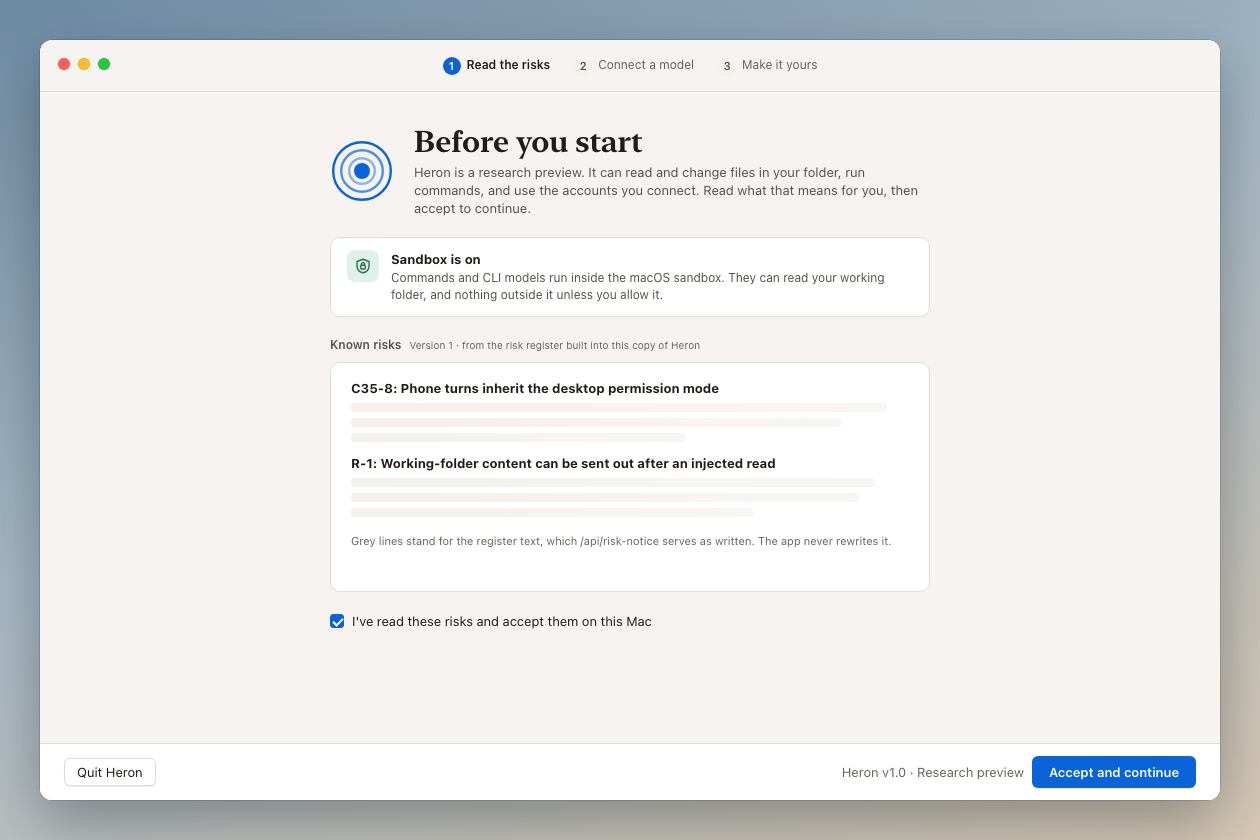 1 Read the risks 2 Connect a model 3 Make it yours
Before you start
Heron is a research preview. It can read and change files in your folder, run
commands, and use the accounts you connect. Read what that means for you, then
accept to continue.
Sandbox is on
Commands and CLI models run inside the macOS sandbox. They can read your working
folder, and nothing outside it unless you allow it.
Known risks Version 1 · from the risk register built into this copy of Heron
C35-8: Phone turns inherit the desktop permission mode
R-1: Working-folder content can be sent out after an injected read
Grey lines stand for the register text, which /api/risk-notice serves as written. The app never rewrites it.
I've read these risks and accept them on this Mac
Quit Heron
Heron v1.0 · Research preview
Accept and continue